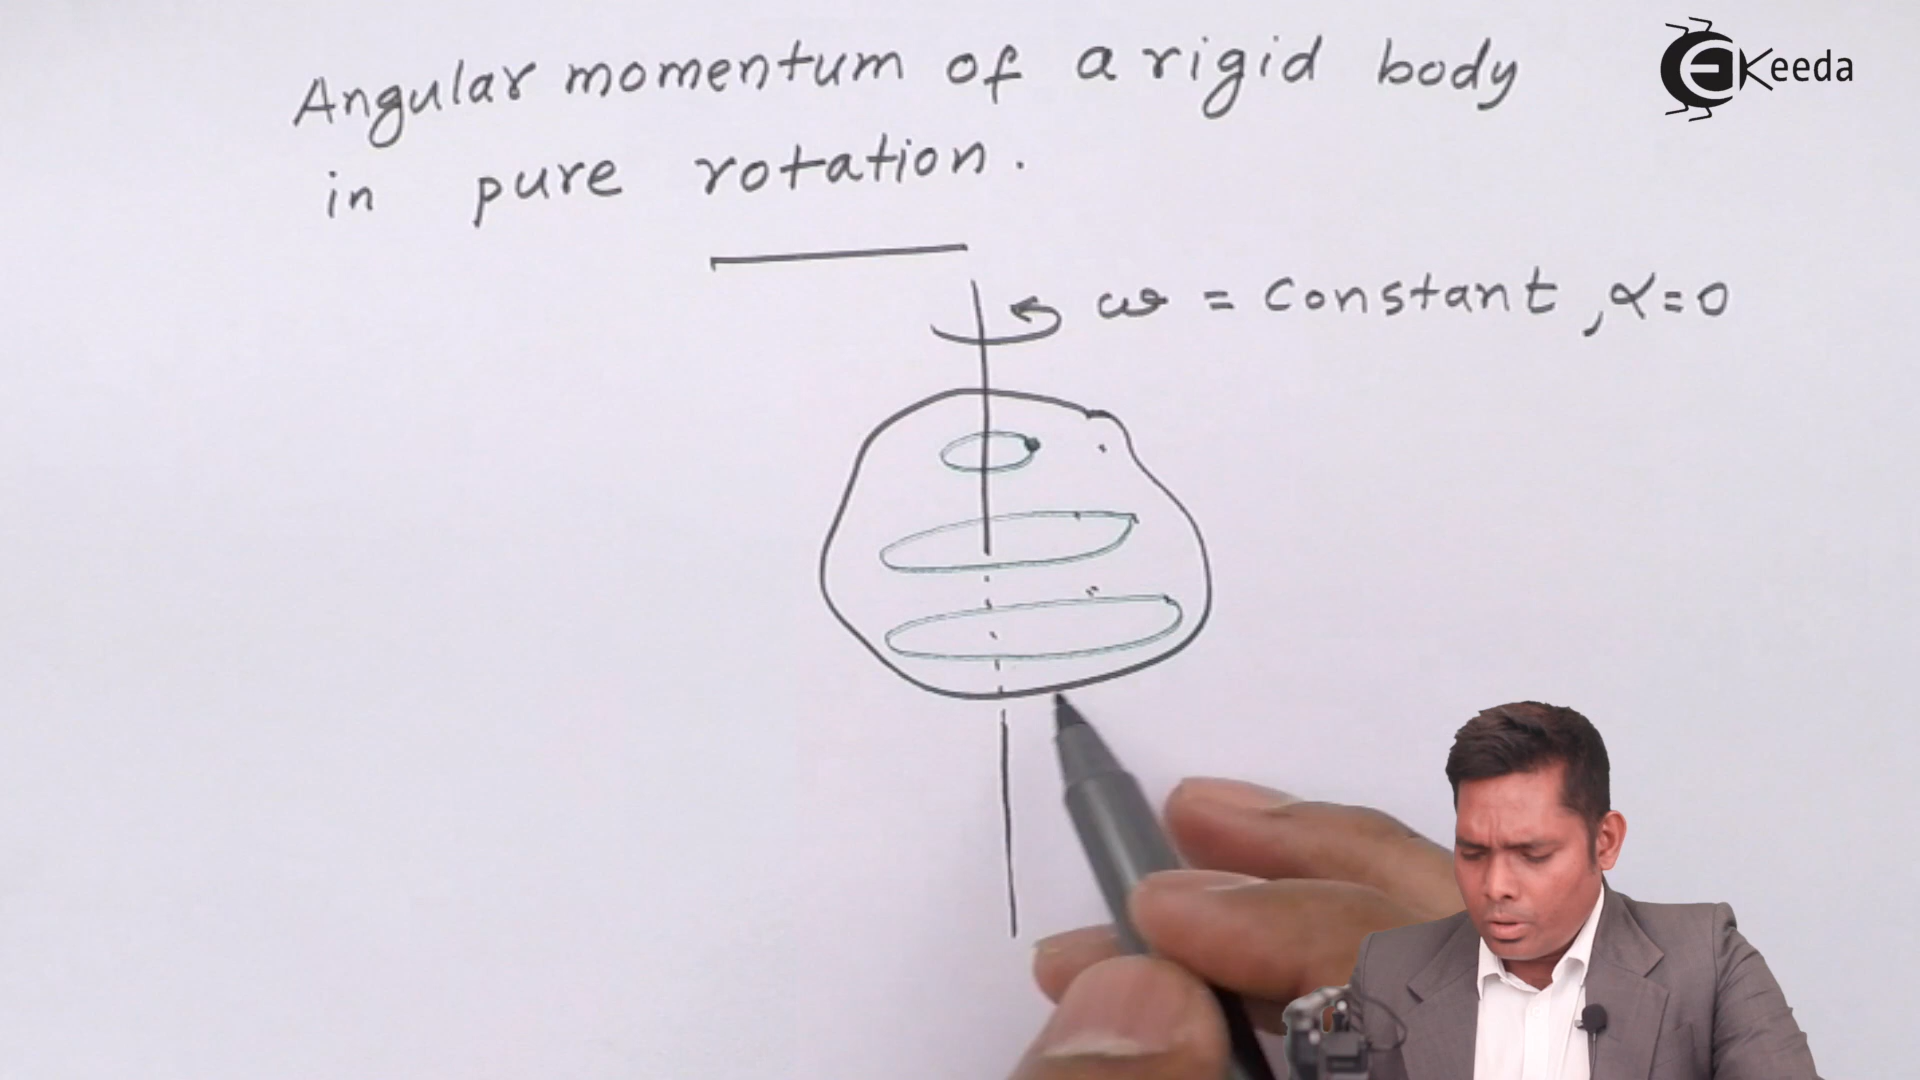 Angular momentum of a rigid body
EKeeda
in pure rotation.
ω = Constant, α=0